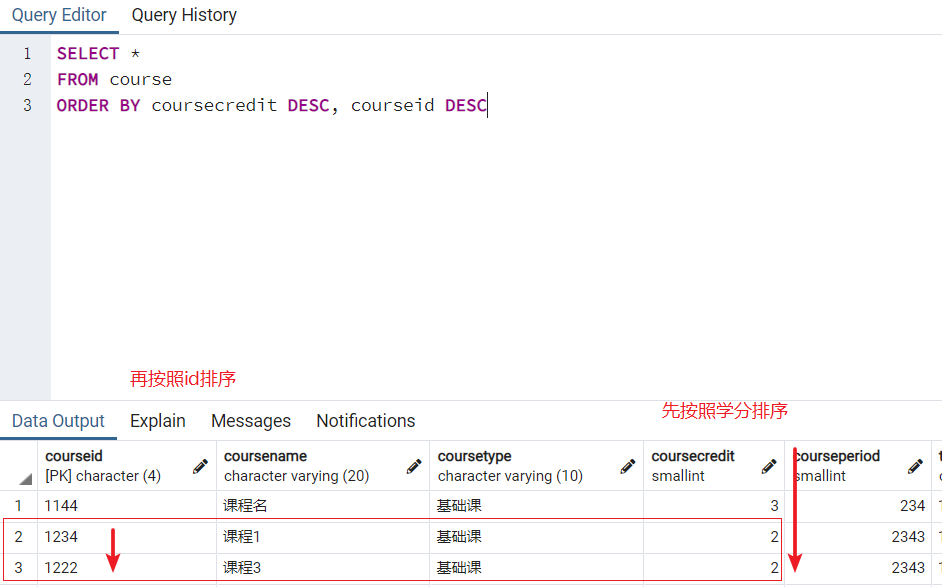 Query Editor Query History
1 SELECT *
2 FROM course
3 ORDER BY coursecredit DESC, courseid DESC
再按照id排序
先按照学分排序
Data Output Explain Messages Notifications
courseid coursename coursetype coursecredit courseperiod
[PK] character (4) character varying (20) character varying (10) smallint smallint
1 1144 课程名 基础课 3 234
2 1234 课程1 基础课 2 2343
3 1222 课程3 基础课 2 2343